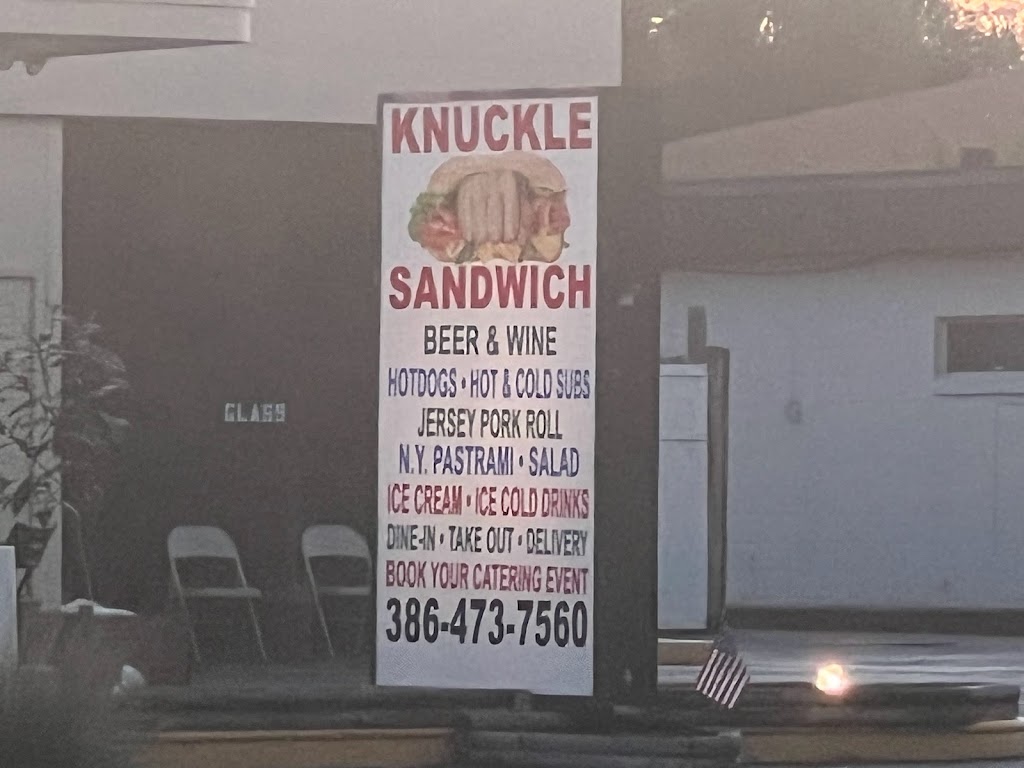 KNUCKLE
SANDWICH
BEER & WINE
HOTDOGS • HOT & COLD SUBS
JERSEY PORK ROLL
N.Y. PASTRAMI • SALAD
ICE CREAM • ICE COLD DRINKS
DINE-IN • TAKE OUT • DELIVERY
BOOK YOUR CATERING EVENT
386-473-7560
GLASS